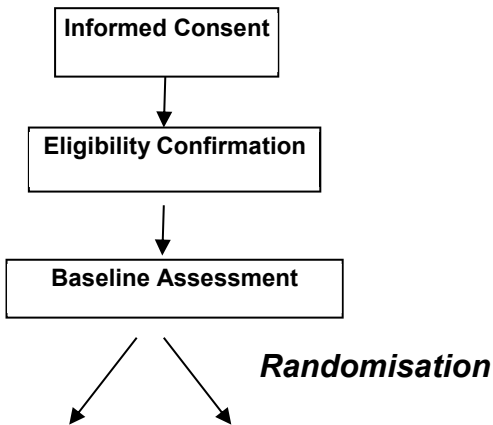 Informed Consent
Eligibility Confirmation
Baseline Assessment
Randomisation